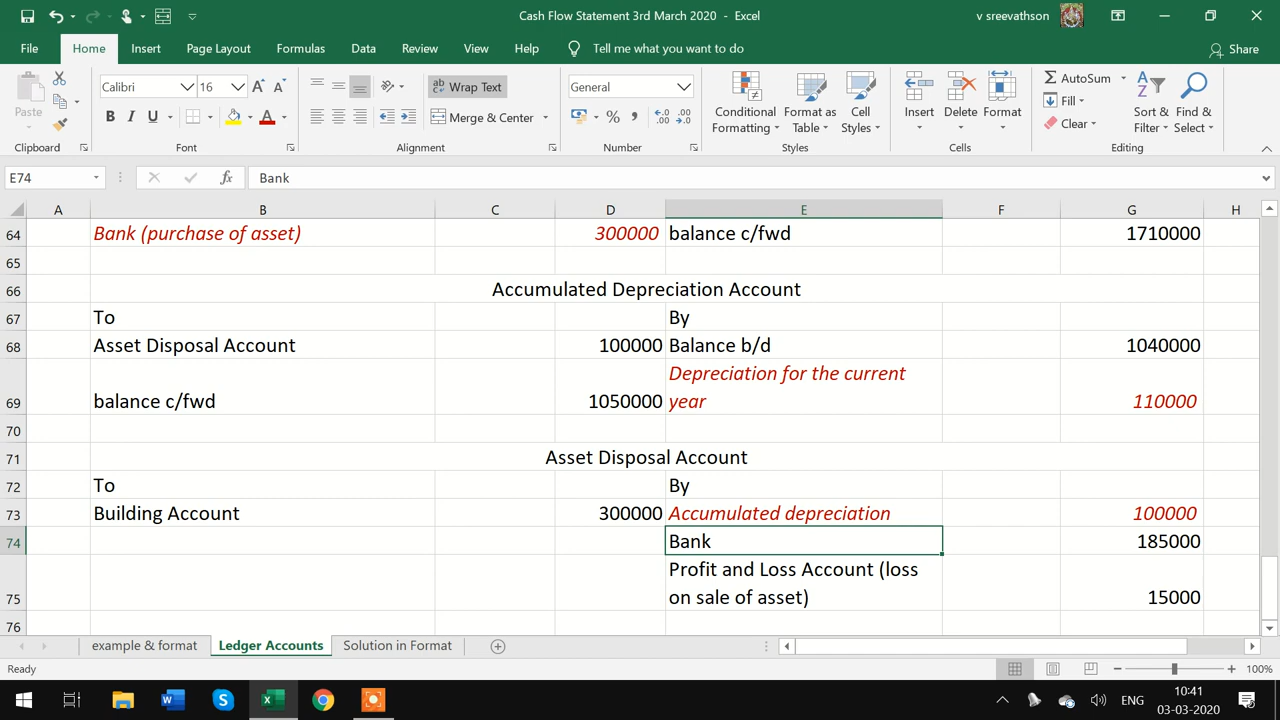 Cash Flow Statement 3rd March 2020 - Excel
v sreevathson
File Home Insert Page Layout Formulas Data Review View Help Tell me what you want to do Share
Paste
Calibri 16
B I U
Wrap Text
Merge & Center
General
Conditional Formatting
Format as Table
Cell Styles
Insert Delete Format
AutoSum
Fill
Clear
Sort & Filter
Find & Select
Clipboard Font Alignment Number Styles Cells Editing
E74 fx Bank
A B C D E F G H
64 Bank (purchase of asset) 300000 balance c/fwd 1710000
65
66 Accumulated Depreciation Account
67 To By
68 Asset Disposal Account 100000 Balance b/d 1040000
Depreciation for the current
69 balance c/fwd 1050000 year 110000
70
71 Asset Disposal Account
72 To By
73 Building Account 300000 Accumulated depreciation 100000
74 Bank 185000
Profit and Loss Account (loss
75 on sale of asset) 15000
76
example & format Ledger Accounts Solution in Format
Ready 100%
ENG 10:41
03-03-2020